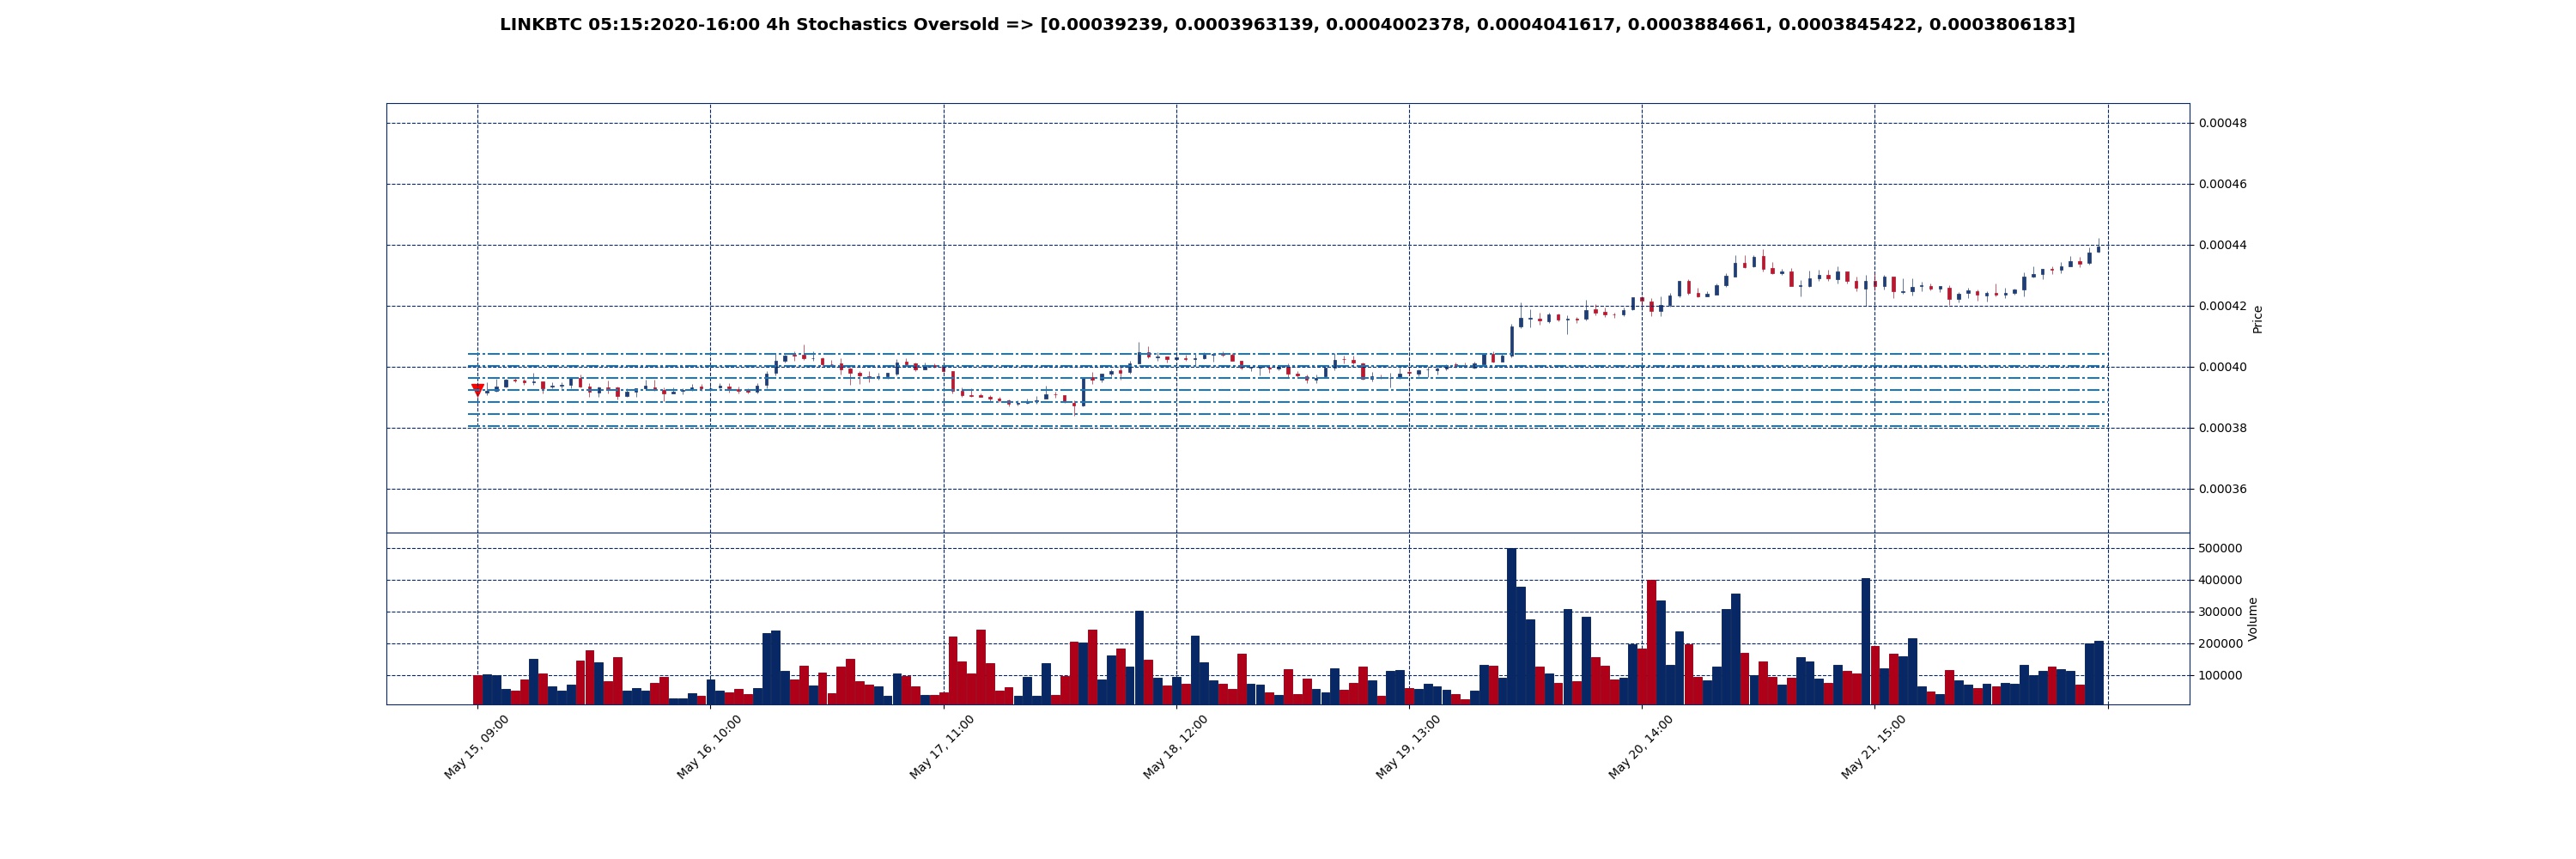 LINKBTC 05:15:2020-16:00 4h Stochastics Oversold => [0.00039239, 0.0003963139, 0.0004002378, 0.0004041617, 0.0003884661, 0.0003845422, 0.0003806183]
0.00048
0.00046
0.00044
0.00042
0.00040
0.00038
0.00036
Price
500000
400000
300000
200000
100000
Volume
May 15, 09:00
May 16, 10:00
May 17, 11:00
May 18, 12:00
May 19, 13:00
May 20, 14:00
May 21, 15:00